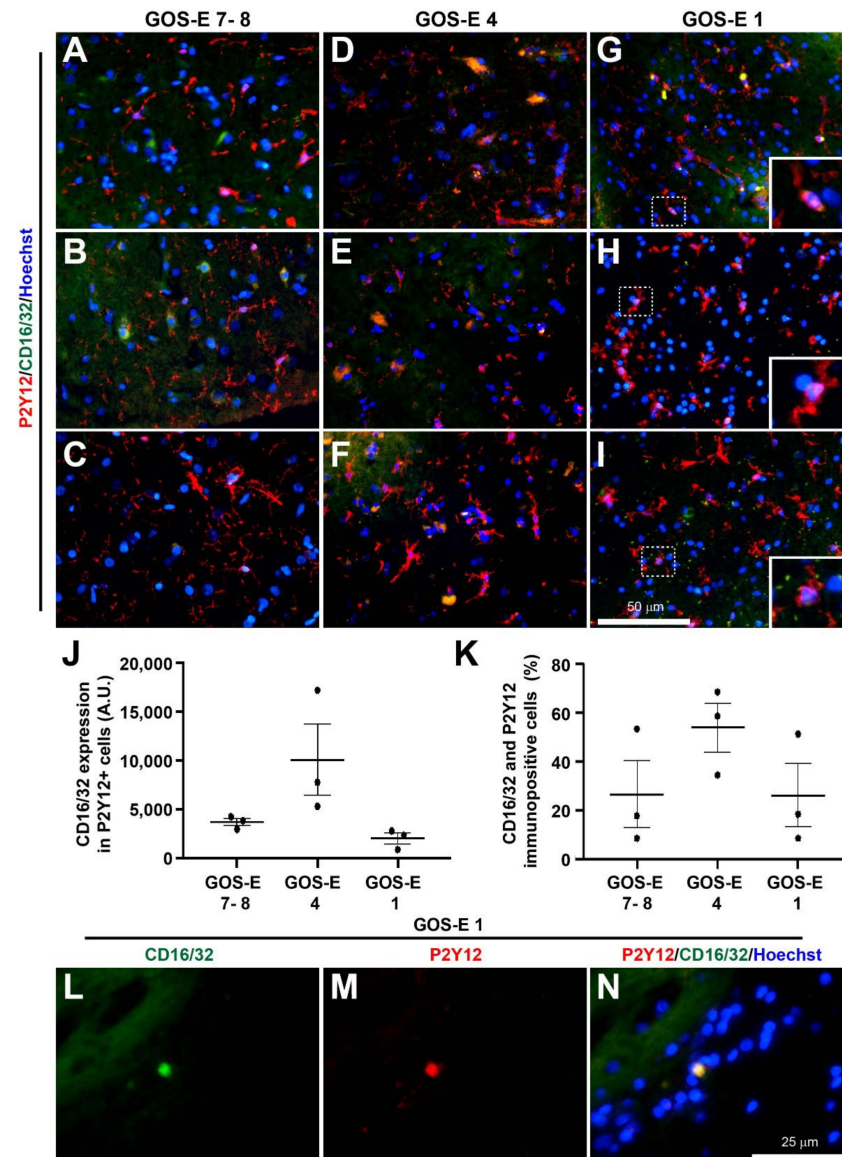 GOS-E 7- 8
GOS-E 4
GOS-E 1
P2Y12/CD16/32/Hoechst
A
D
G
B
E
H
C
F
I
50 μm
J
CD16/32 expression
in P2Y12+ cells (A.U.)
20,000
15,000
10,000
5,000
0
GOS-E
7- 8
GOS-E
4
GOS-E
1
K
CD16/32 and P2Y12
immunopositive cells (%)
80
60
40
20
0
GOS-E
7- 8
GOS-E
4
GOS-E
1
GOS-E 1
CD16/32
P2Y12
P2Y12/CD16/32/Hoechst
L
M
N
25 μm